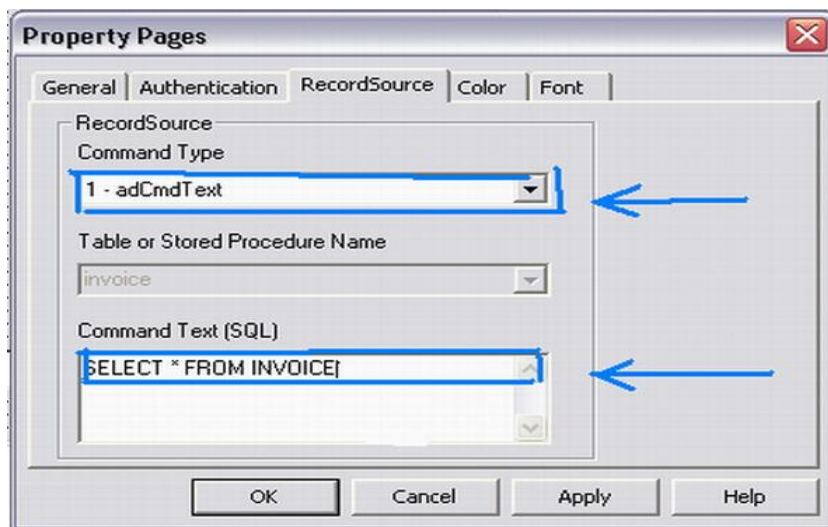 Property Pages
General Authentication RecordSource Color Font
RecordSource
Command Type
1 - adCmdText
Table or Stored Procedure Name
invoice
Command Text (SQL)
SELECT * FROM INVOICE
OK Cancel Apply Help